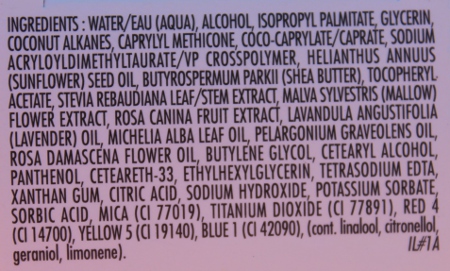 INGREDIENTS : WATER/EAU (AQUA), ALCOHOL, ISOPROPYL PALMITATE, GLYCERIN,
COCONUT ALKANES, CAPRYLYL METHICONE, COCO-CAPRYLATE/CAPRATE, SODIUM
ACRYLOYLDIMETHYLTAURATE/VP CROSSPOLYMER, HELIANTHUS ANNUUS
(SUNFLOWER) SEED OIL, BUTYROSPERMUM PARKII (SHEA BUTTER), TOCOPHERYL
ACETATE, STEVIA REBAUDIANA LEAF/STEM EXTRACT, MALVA SYLVESTRIS (MALLOW)
FLOWER EXTRACT, ROSA CANINA FRUIT EXTRACT, LAVANDULA ANGUSTIFOLIA
(LAVENDER) OIL, MICHELIA ALBA LEAF OIL, PELARGONIUM GRAVEOLENS OIL,
ROSA DAMASCENA FLOWER OIL, BUTYLENE GLYCOL, CETEARYL ALCOHOL,
PANTHENOL, CETEARETH-33, ETHYLHEXYLGLYCERIN, TETRASODIUM EDTA,
XANTHAN GUM, CITRIC ACID, SODIUM HYDROXIDE, POTASSIUM SORBATE,
SORBIC ACID, MICA (CI 77019), TITANIUM DIOXIDE (CI 77891), RED 4
(CI 14700), YELLOW 5 (CI 19140), BLUE 1 (CI 42090), (cont. linalool, citronellol,
geraniol, limonene). IL#1A